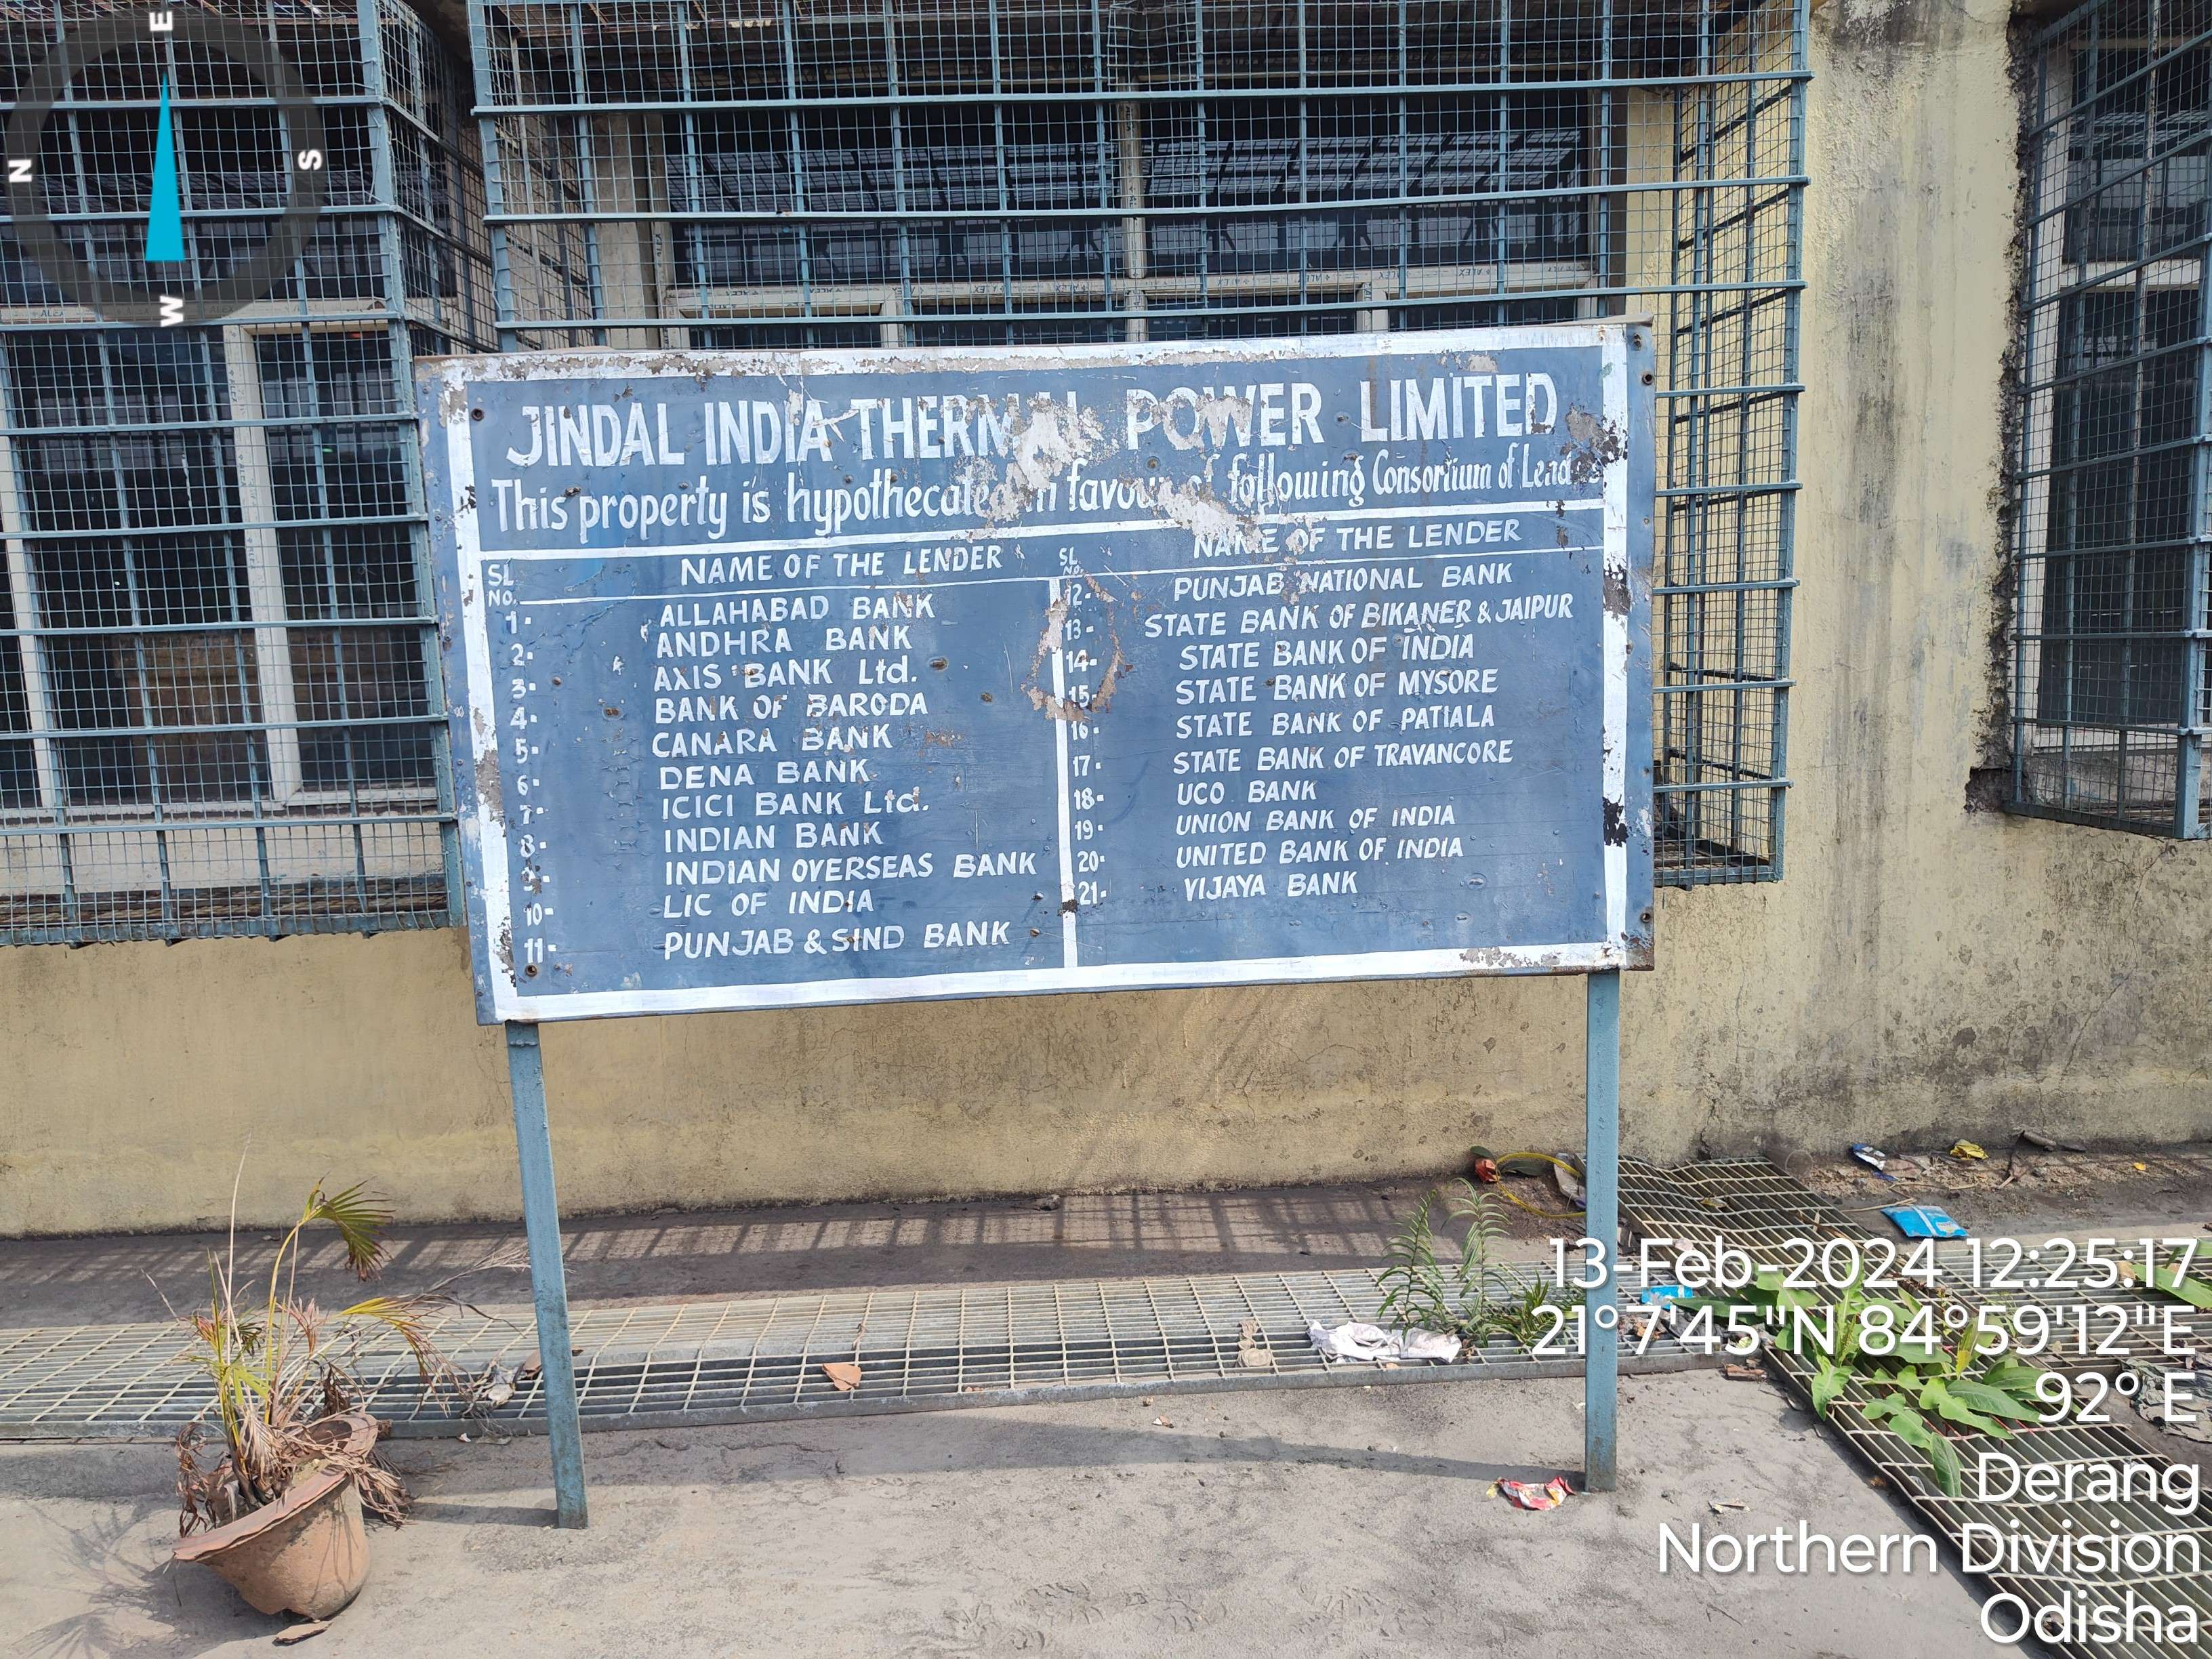 E
N
S
W
JINDAL INDIA THERMAL POWER LIMITED
This property is hypothecated in favour of following Consortium of Lenders
SL NO. NAME OF THE LENDER
1- ALLAHABAD BANK
2- ANDHRA BANK
3- AXIS BANK Ltd.
4- BANK OF BARODA
5- CANARA BANK
6- DENA BANK
7- ICICI BANK Ltd.
8- INDIAN BANK
9- INDIAN OVERSEAS BANK
10- LIC OF INDIA
11- PUNJAB & SIND BANK
SL NO. NAME OF THE LENDER
12- PUNJAB NATIONAL BANK
13- STATE BANK OF BIKANER & JAIPUR
14- STATE BANK OF INDIA
15- STATE BANK OF MYSORE
16- STATE BANK OF PATIALA
17- STATE BANK OF TRAVANCORE
18- UCO BANK
19- UNION BANK OF INDIA
20- UNITED BANK OF INDIA
21- VIJAYA BANK
13-Feb-2024 12:25:17
21°7'45"N 84°59'12"E
92° E
Derang
Northern Division
Odisha